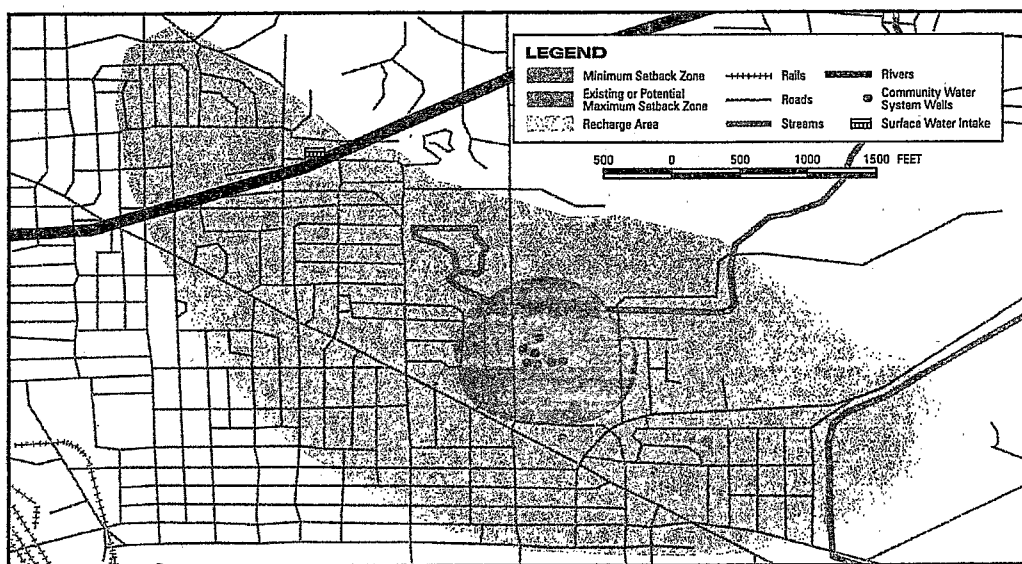 LEGEND
Minimum Setback Zone
Existing or Potential
Maximum Setback Zone
Recharge Area
Rails
Roads
Streams
Rivers
Community Water
System Wells
Surface Water Intake
500 0 500 1000 1500 FEET